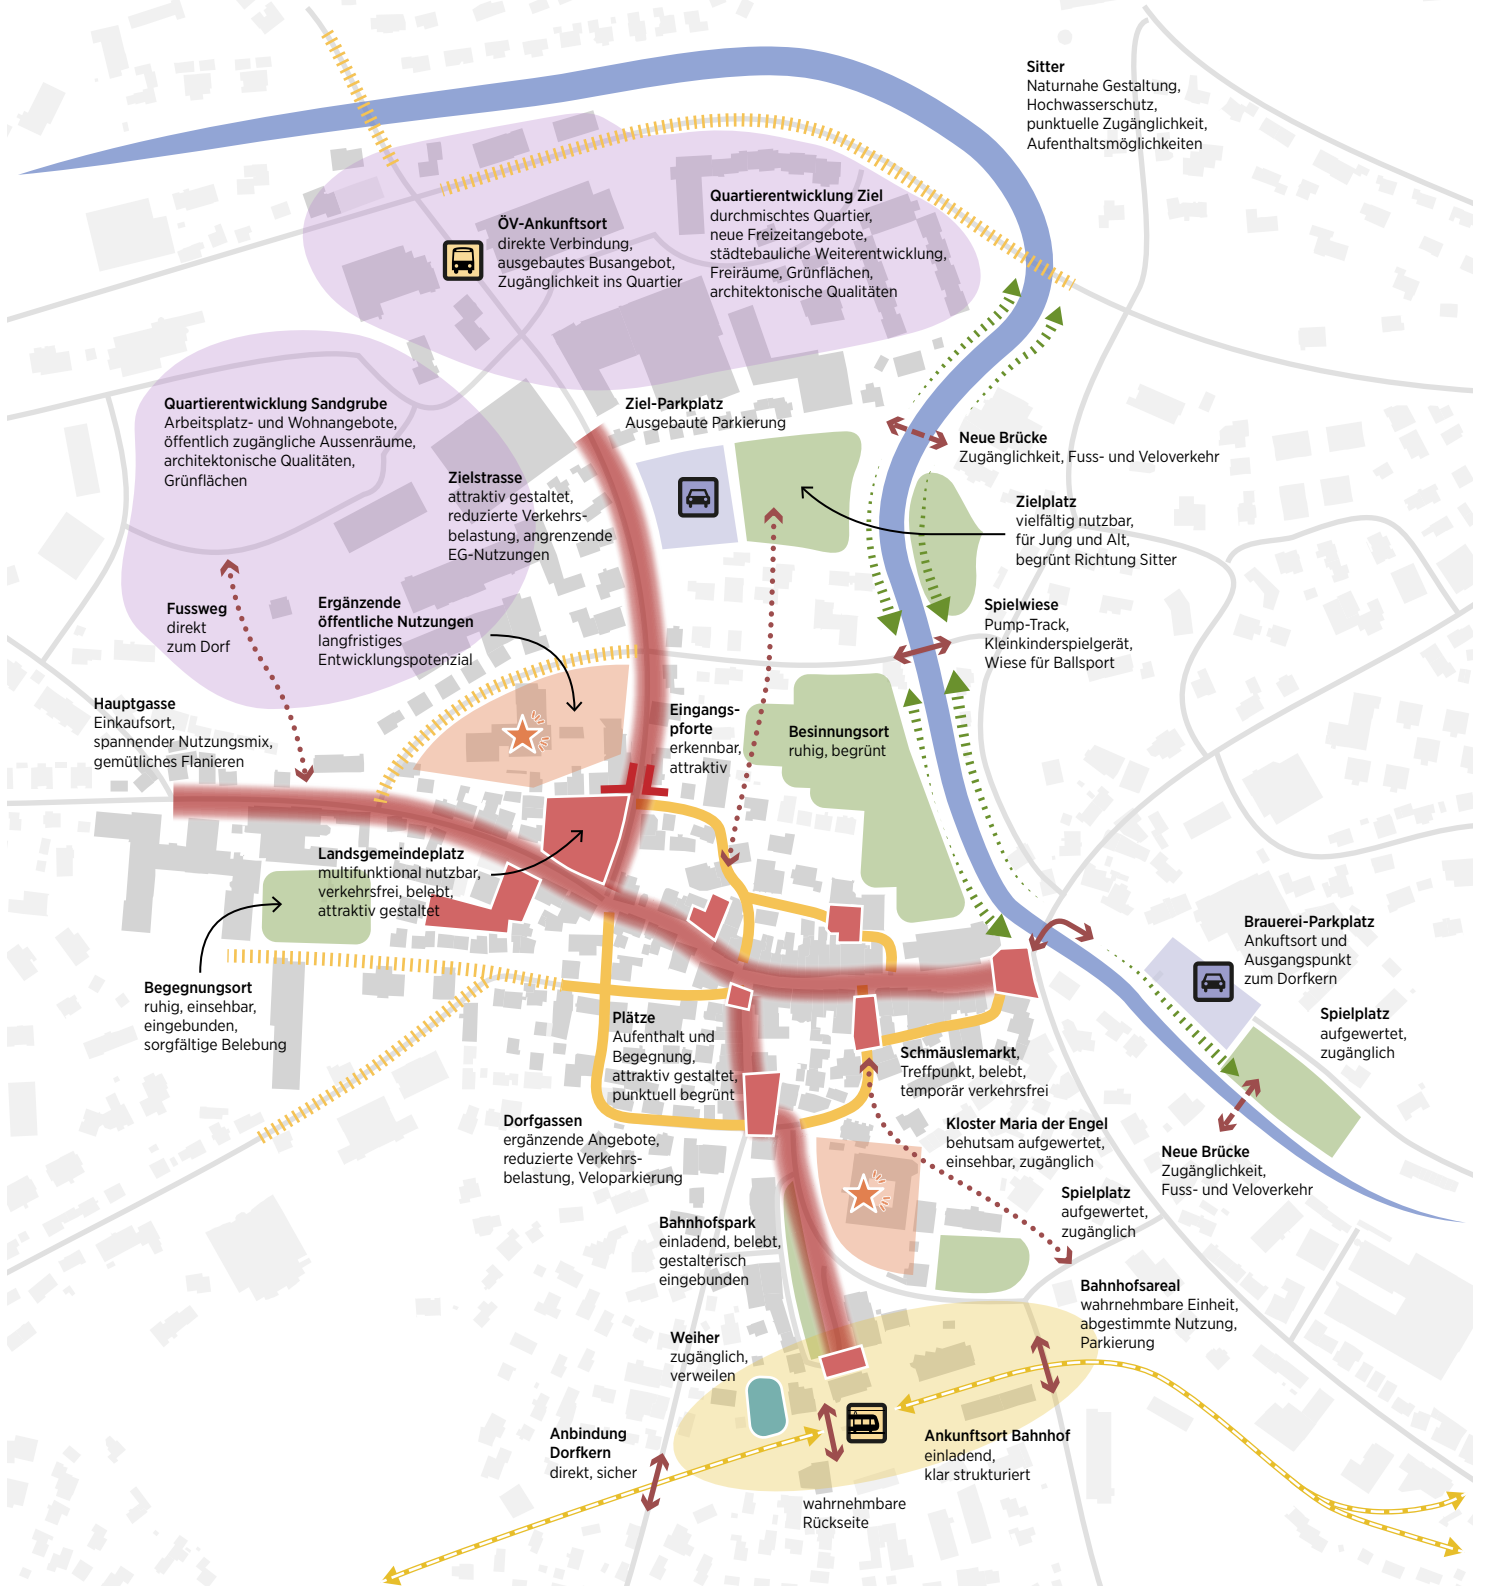 Sitter
Naturnahe Gestaltung,
Hochwasserschutz,
punktuelle Zugänglichkeit,
Aufenthaltsmöglichkeiten
Quartierentwicklung Ziel
durchmischtes Quartier,
neue Freizeitangebote,
städtebauliche Weiterentwicklung,
Freiräume, Grünflächen,
architektonische Qualitäten
ÖV-Ankunftsort
direkte Verbindung,
ausgebautes Busangebot,
Zugänglichkeit ins Quartier
Quartierentwicklung Sandgrube
Arbeitsplatz- und Wohnangebote,
öffentlich zugängliche Aussenräume,
architektonische Qualitäten,
Grünflächen
Ziel-Parkplatz
Ausgebaute Parkierung
Neue Brücke
Zugänglichkeit, Fuss- und Veloverkehr
Zielstrasse
attraktiv gestaltet,
reduzierte Verkehrs-
belastung, angrenzende
EG-Nutzungen
Zielplatz
vielfältig nutzbar,
für Jung und Alt,
begrünt Richtung Sitter
Fussweg
direkt
zum Dorf
Ergänzende
öffentliche Nutzungen
langfristiges
Entwicklungspotenzial
Spielwiese
Pump-Track,
Kleinkinderspielgerät,
Wiese für Ballsport
Hauptgasse
Einkaufsort,
spannender Nutzungsmix,
gemütliches Flanieren
Eingangs-
pforte
erkennbar,
attraktiv
Besinnungsort
ruhig, begrünt
Landsgemeindeplatz
multifunktional nutzbar,
verkehrsfrei, belebt,
attraktiv gestaltet
Brauerei-Parkplatz
Ankuftsort und
Ausgangspunkt
zum Dorfkern
Begegnungsort
ruhig, einsehbar,
eingebunden,
sorgfältige Belebung
Spielplatz
aufgewertet,
zugänglich
Plätze
Aufenthalt und
Begegnung,
attraktiv gestaltet,
punktuell begrünt
Schmäuslemarkt,
Treffpunkt, belebt,
temporär verkehrsfrei
Dorfgassen
ergänzende Angebote,
reduzierte Verkehrs-
belastung, Veloparkierung
Kloster Maria der Engel
behutsam aufgewertet,
einsehbar, zugänglich
Neue Brücke
Zugänglichkeit,
Fuss- und Veloverkehr
Spielplatz
aufgewertet,
zugänglich
Bahnhofspark
einladend, belebt,
gestalterisch
eingebunden
Bahnhofsareal
wahrnehmbare Einheit,
abgestimmte Nutzung,
Parkierung
Weiher
zugänglich,
verweilen
Anbindung
Dorfkern
direkt, sicher
Ankunftsort Bahnhof
einladend,
klar strukturiert
wahrnehmbare
Rückseite